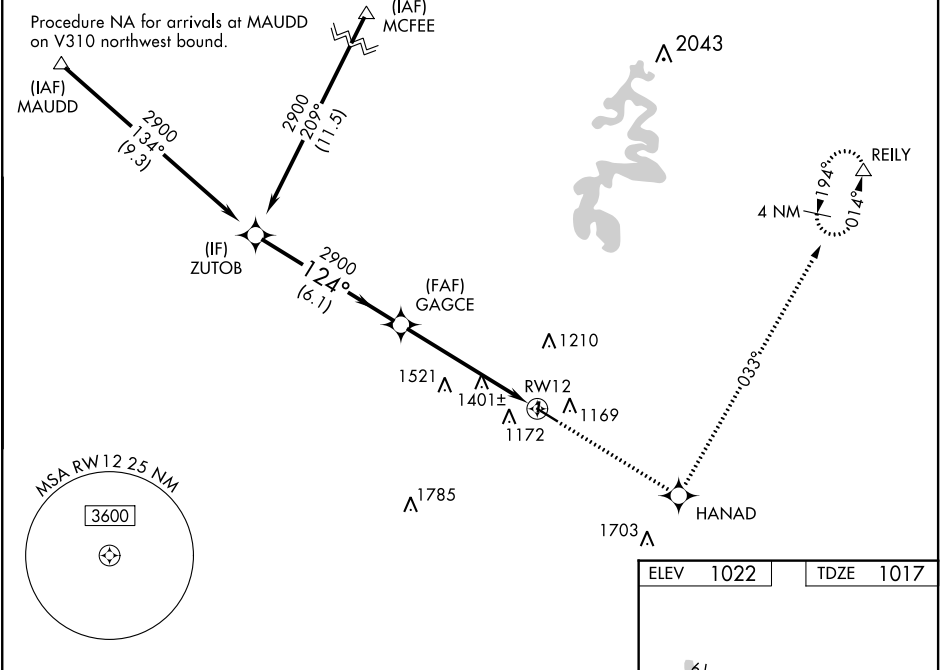 Procedure NA for arrivals at MAUDD
on V310 northwest bound.
(IAF)
MCFEE
(IAF)
MAUDD
2043
2900
134°
(9.3)
2900
209°
(11.5)
REILY
194°
014°
4 NM
(IF)
ZUTOB
2900
124°
(6.1)
(FAF)
GAGCE
1210
033°
1521
1401±
RW12
1169
1172
MSA RW12 25 NM
3600
1785
HANAD
1703
ELEV 1022
TDZE 1017